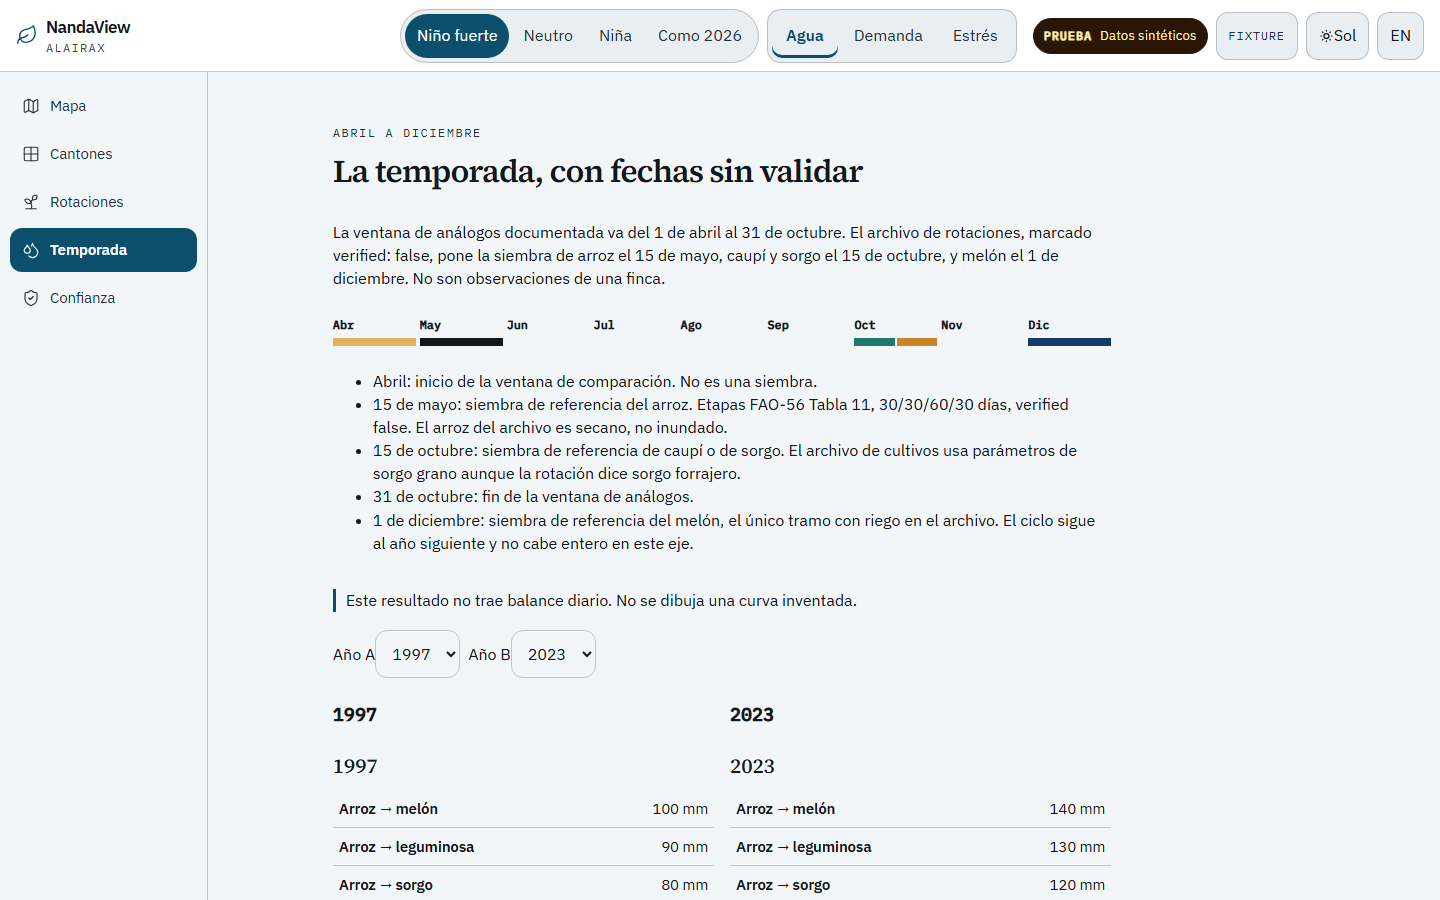 NandaView
ALAIRAX
Niño fuerte
Neutro
Niña
Como 2026
Agua
Demanda
Estrés
PRUEBA Datos sintéticos
FIXTURE
Sol
EN
Mapa
Cantones
Rotaciones
Temporada
Confianza
ABRIL A DICIEMBRE
La temporada, con fechas sin validar
La ventana de análogos documentada va del 1 de abril al 31 de octubre. El archivo de rotaciones, marcado
verified: false, pone la siembra de arroz el 15 de mayo, caupí y sorgo el 15 de octubre, y melón el 1 de
diciembre. No son observaciones de una finca.
Abr May Jun Jul Ago Sep Oct Nov Dic
• Abril: inicio de la ventana de comparación. No es una siembra.
• 15 de mayo: siembra de referencia del arroz. Etapas FAO-56 Tabla 11, 30/30/60/30 días, verified
false. El arroz del archivo es secano, no inundado.
• 15 de octubre: siembra de referencia de caupí o de sorgo. El archivo de cultivos usa parámetros de
sorgo grano aunque la rotación dice sorgo forrajero.
• 31 de octubre: fin de la ventana de análogos.
• 1 de diciembre: siembra de referencia del melón, el único tramo con riego en el archivo. El ciclo sigue
al año siguiente y no cabe entero en este eje.
Este resultado no trae balance diario. No se dibuja una curva inventada.
Año A 1997 Año B 2023
1997
1997
Arroz → melón 100 mm
Arroz → leguminosa 90 mm
Arroz → sorgo 80 mm
2023
2023
Arroz → melón 140 mm
Arroz → leguminosa 130 mm
Arroz → sorgo 120 mm